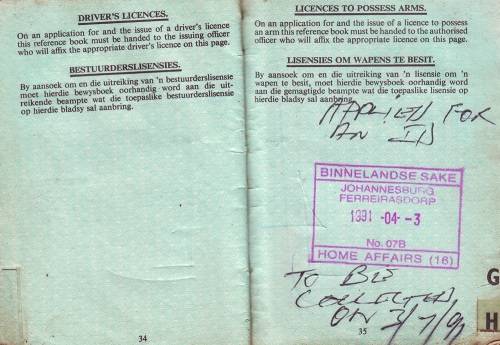 DRIVER'S LICENCES.
On an application for and the issue of a driver's licence
this reference book must be handed to the issuing officer
who will affix the appropriate driver's licence on this page.
BESTUURDERSLISENSIES.
By aansoek om en die uitreiking van 'n bestuurderslisensie
moet hierdie bewysboek oorhandig word aan die uit-
reikende beampte wat die toepaslike bestuurderslisensie
op hierdie bladsy sal aanbring.
34
LICENCES TO POSSESS ARMS.
On an application for and the issue of a licence to possess
an arm this reference book must be handed to the authorised
officer who will affix the appropriate licence on this page.
LISENSIES OM WAPENS TE BESIT.
By aansoek om en die uitreiking van 'n lisensie om 'n
wapen te besit, moet hierdie bewysboek oorhandig word
aan die gemagtigde beampte wat die toepaslike lisensie op
hierdie bladsy sal aanbring.
APPLIED FOR
AN ID
BINNELANDSE SAKE
JOHANNESBURG
FERREIRASDORP
1991 -04- -3
No. 07B
HOME AFFAIRS (16)
TO BE
COLLECTED
ON 3/7/91
35
G
H